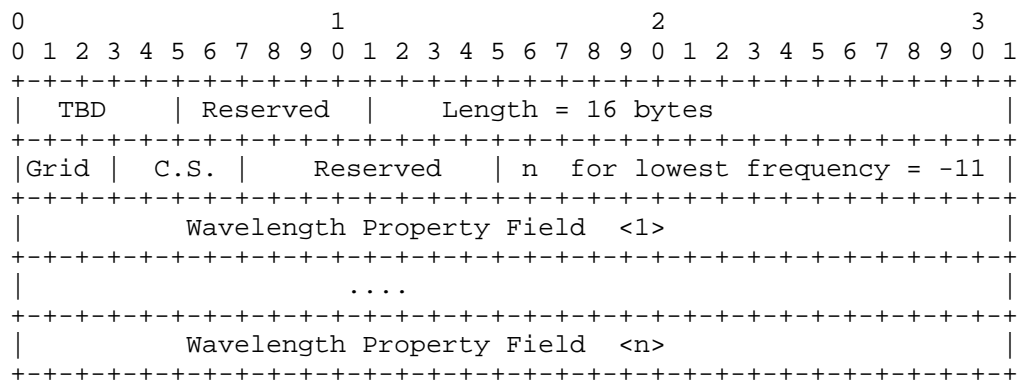 0                   1                   2                   3
0 1 2 3 4 5 6 7 8 9 0 1 2 3 4 5 6 7 8 9 0 1 2 3 4 5 6 7 8 9 0 1
+-+-+-+-+-+-+-+-+-+-+-+-+-+-+-+-+-+-+-+-+-+-+-+-+-+-+-+-+-+-+-+
|  TBD    | Reserved  |    Length = 16 bytes                  |
+-+-+-+-+-+-+-+-+-+-+-+-+-+-+-+-+-+-+-+-+-+-+-+-+-+-+-+-+-+-+-+
|Grid |  C.S. |    Reserved   | n  for lowest frequency = -11 |
+-+-+-+-+-+-+-+-+-+-+-+-+-+-+-+-+-+-+-+-+-+-+-+-+-+-+-+-+-+-+-+
|          Wavelength Property Field  <1>                     |
+-+-+-+-+-+-+-+-+-+-+-+-+-+-+-+-+-+-+-+-+-+-+-+-+-+-+-+-+-+-+-+
|                    ....                                     |
+-+-+-+-+-+-+-+-+-+-+-+-+-+-+-+-+-+-+-+-+-+-+-+-+-+-+-+-+-+-+-+
|          Wavelength Property Field  <n>                     |
+-+-+-+-+-+-+-+-+-+-+-+-+-+-+-+-+-+-+-+-+-+-+-+-+-+-+-+-+-+-+-+